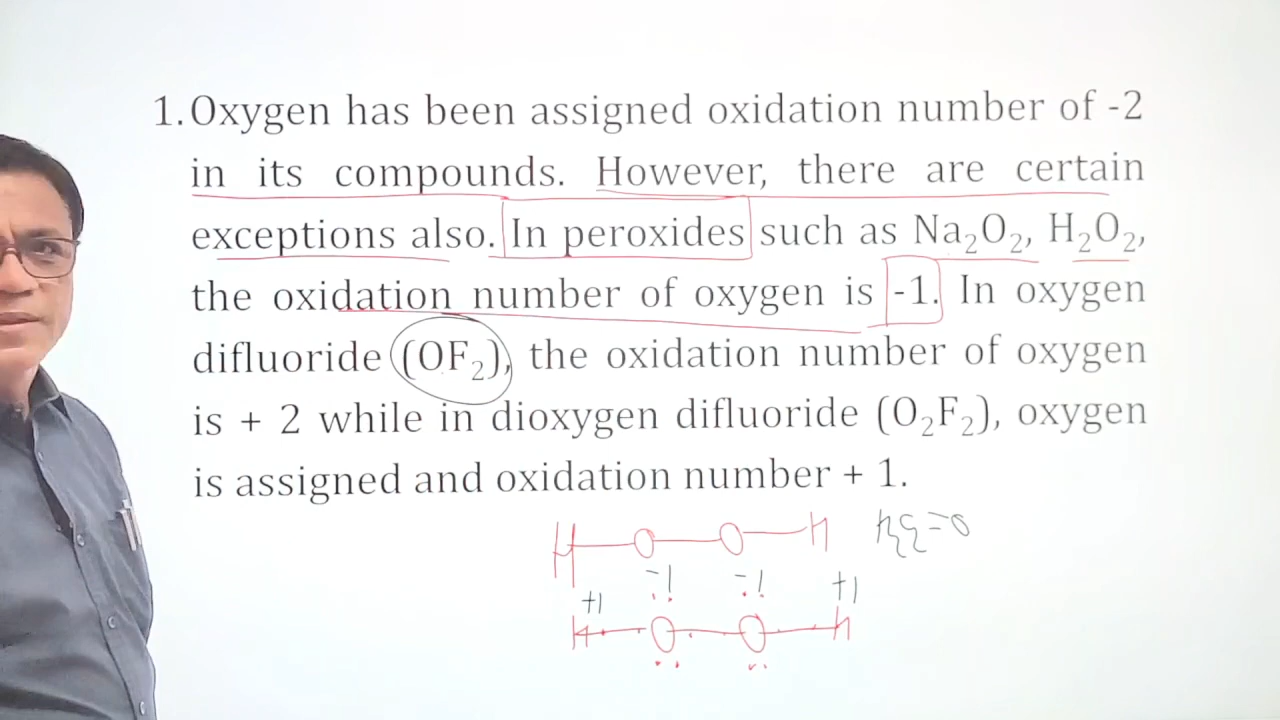 1.Oxygen has been assigned oxidation number of -2
in its compounds. However, there are certain
exceptions also. In peroxides such as Na₂O₂, H₂O₂,
the oxidation number of oxygen is -1. In oxygen
difluoride (OF₂), the oxidation number of oxygen
is + 2 while in dioxygen difluoride (O₂F₂), oxygen
is assigned and oxidation number + 1.
H—O—O—H
+1 -1 -1 +1
H—O—O—H